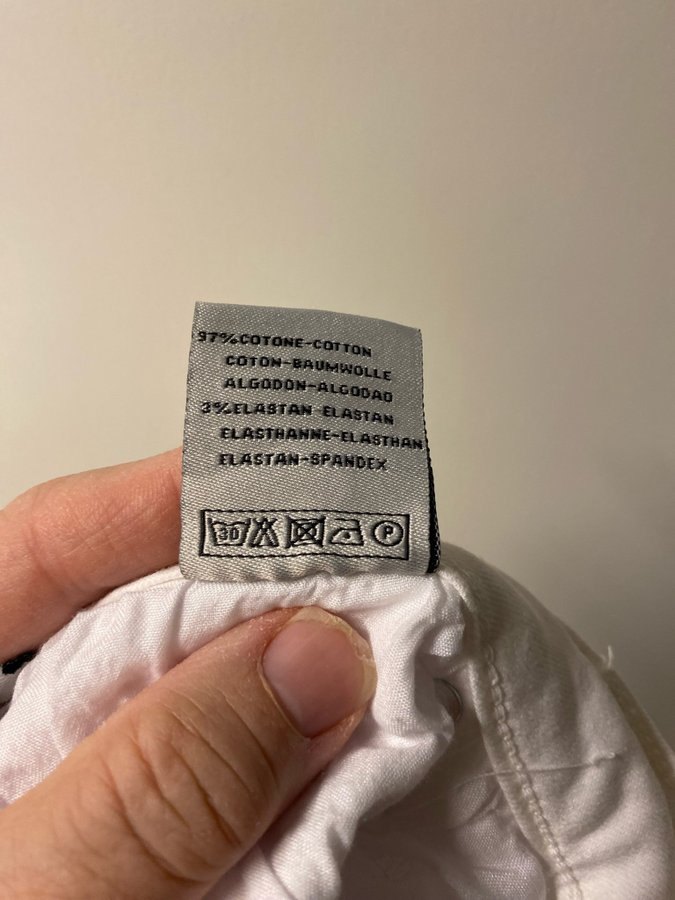 97%COTONE-COTTON
COTON-BAUMWOLLE
ALGODON-ALGODAO
3%ELASTAN ELASTAN
ELASTHANNE-ELASTHAN
ELASTAN-SPANDEX
30 P